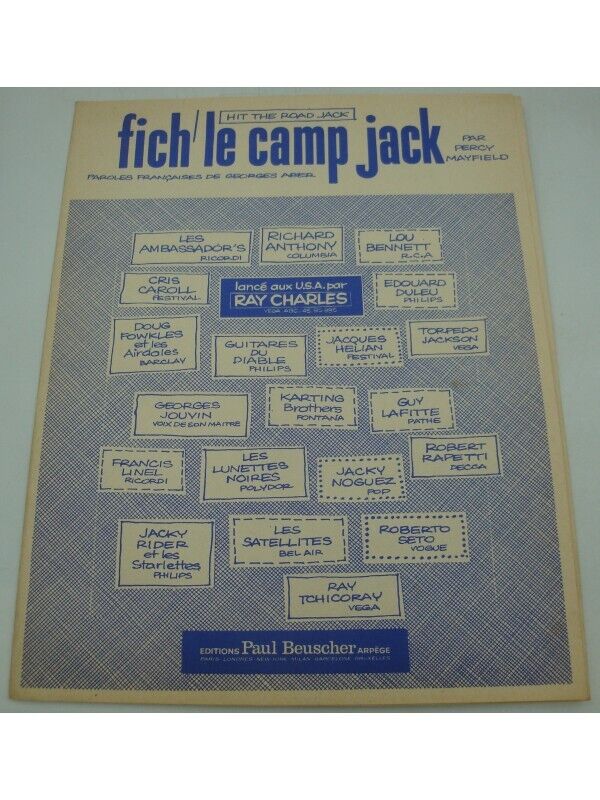 HIT THE ROAD JACK
fich' le camp jack
PAR
PERCY
MAYFIELD
PAROLES FRANÇAISES DE GEORGES ABER
LES
AMBASSADOR'S
RICORDI
RICHARD
ANTHONY
COLUMBIA
LOU
BENNETT
R.C.A
CRIS
CAROLL
FESTIVAL
lancé aux U.S.A. par
RAY CHARLES
EDOUARD
DULEU
PHILIPS
DOUG
FOWKLES
et les
Airdales
BARCLAY
GUITARES
DU
DIABLE
PHILIPS
JACQUES
HELIAN
FESTIVAL
TORPEDO
JACKSON
VEGA
GEORGES
JOUVIN
VOIX DE SON MAITRE
KARTING
Brothers
FONTANA
GUY
LAFITTE
PATHE
FRANCIS
LINEL
RICORDI
LES
LUNETTES
NOIRES
POLYDOR
JACKY
NOGUEZ
POP
ROBERT
RAPETTI
DECCA
JACKY
RIDER
et les
Starlettes
PHILIPS
LES
SATELLITES
BEL AIR
ROBERTO
SETO
VOGUE
RAY
TCHICORAY
VEGA
EDITIONS Paul Beuscher ARPÈGE
PARIS-LONDRES-NEW-YORK-MILAN-BARCELONE-BRUXELLES